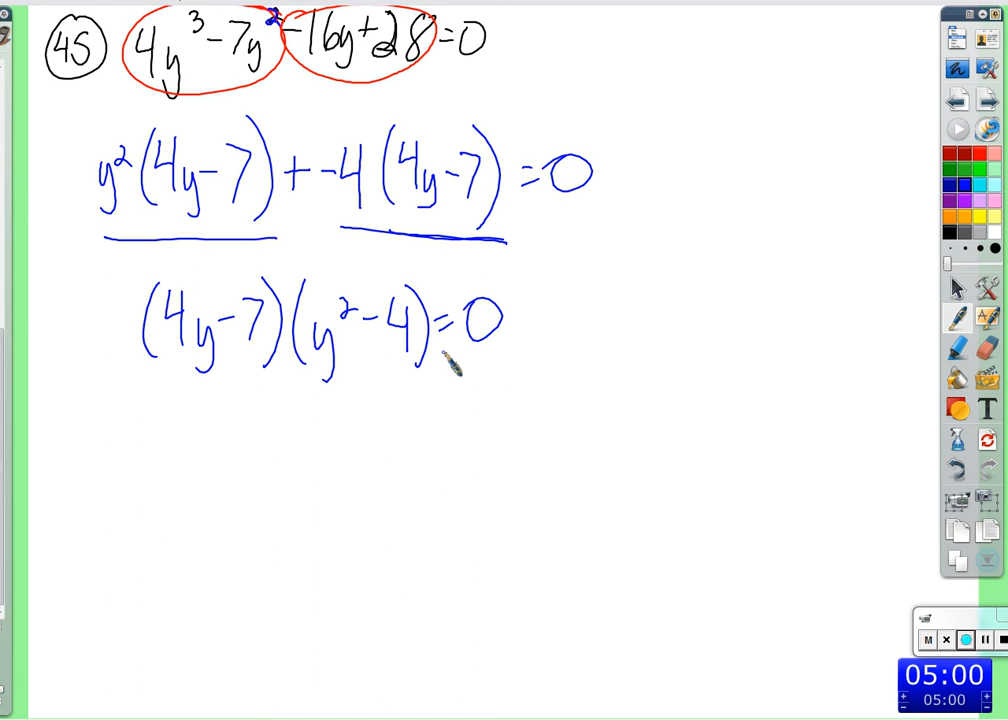 45 4y³ - 7y² - 16y + 28 = 0
y² (4y - 7) + -4 (4y - 7) = 0
(4y - 7) (y² - 4) = 0
T
M
05:00
05:00